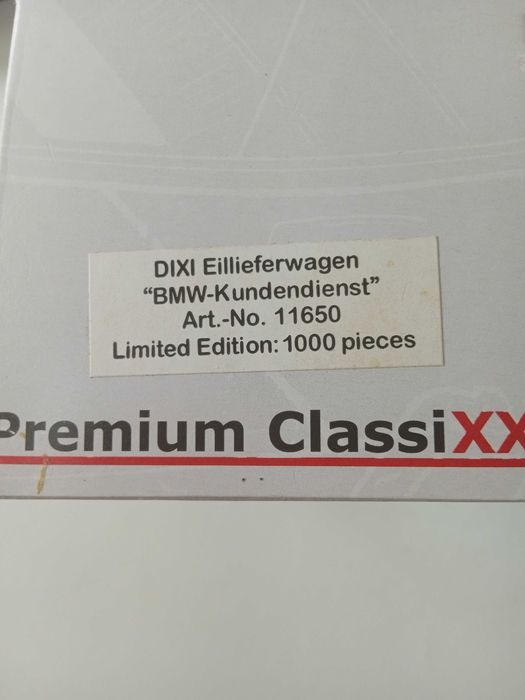 DIXI Eillieferwagen
“BMW-Kundendienst”
Art.-No. 11650
Limited Edition: 1000 pieces
Premium ClassiXX